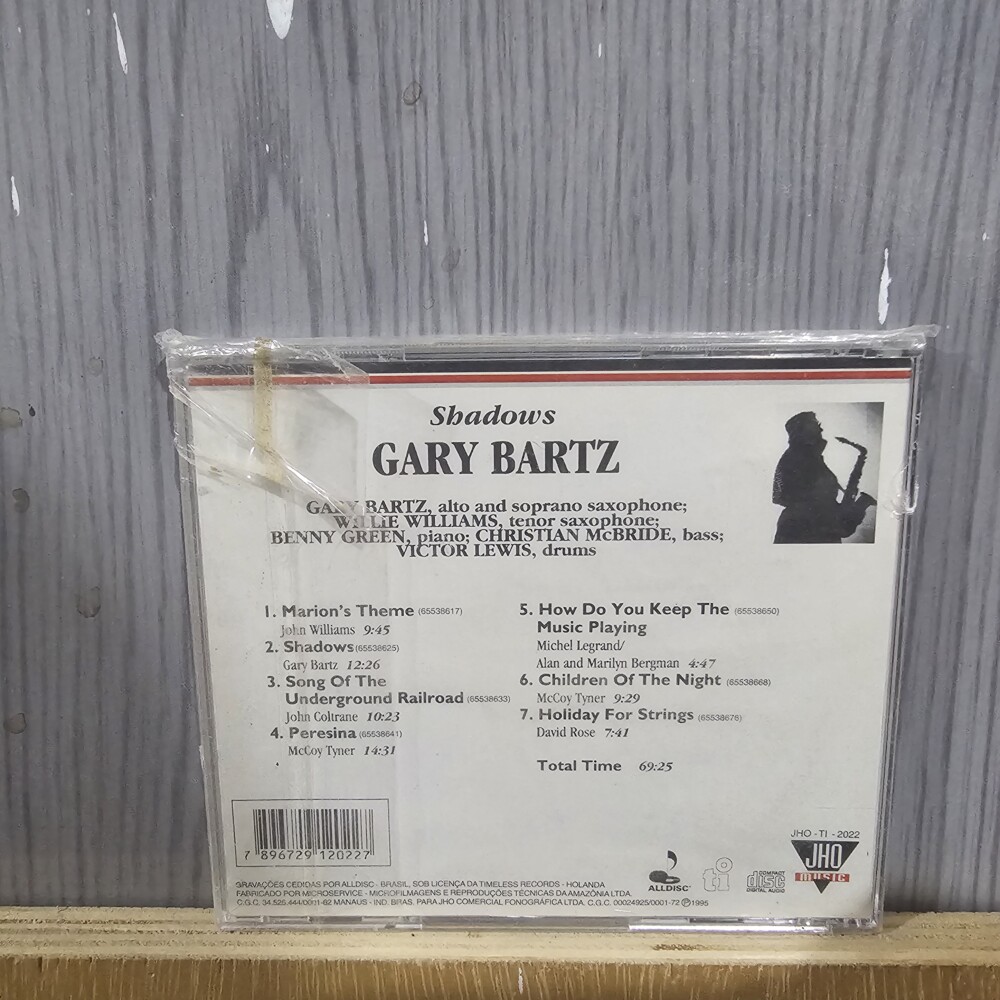 Shadows
GARY BARTZ
GARY BARTZ, alto and soprano saxophone;
WILLIE WILLIAMS, tenor saxophone;
BENNY GREEN, piano; CHRISTIAN McBRIDE, bass;
VICTOR LEWIS, drums
1. Marion's Theme (65538617)
John Williams 9:45
2. Shadows (65538625)
Gary Bartz 12:26
3. Song Of The
Underground Railroad (65538633)
John Coltrane 10:23
4. Peresina (65538641)
McCoy Tyner 14:31
5. How Do You Keep The (65538650)
Music Playing
Michel Legrand/
Alan and Marilyn Bergman 4:47
6. Children Of The Night (65538668)
McCoy Tyner 9:29
7. Holiday For Strings (65538676)
David Rose 7:41
Total Time 69:25
7 896729 120227
GRAVAÇÕES CEDIDAS POR ALLDISC - BRASIL, SOB LICENÇA DA TIMELESS RECORDS - HOLANDA
FABRICADO POR MICROSERVICE - MICROFILMAGENS E REPRODUÇÕES TÉCNICAS DA AMAZÔNIA LTDA.
C.G.C. 34.525.444/0001-82 MANAUS - IND. BRAS. PARA JHO COMERCIAL FONOGRÁFICA LTDA. C.G.C. 00024925/0001-72 ℗ 1995
ALLDISC
ti
COMPACT
disc
DIGITAL AUDIO
JHO - TI - 2022
JHO
MUSIC